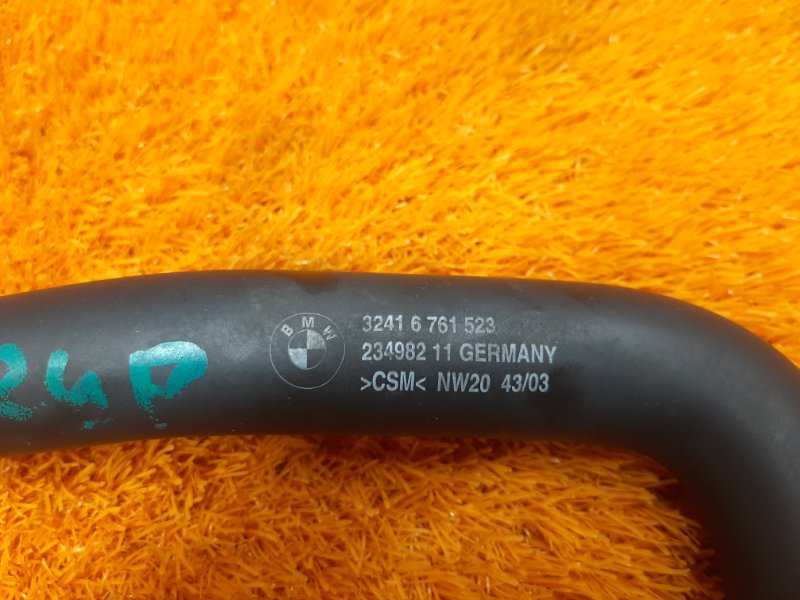 BMW
3241 6 761 523
234982 11 GERMANY
>CSM< NW20 43/03